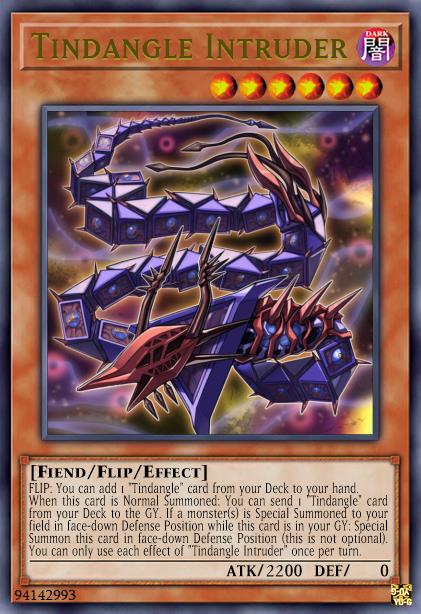 TINDANGLE INTRUDER
DARK
闇
[FIEND/FLIP/EFFECT]
FLIP: You can add 1 "Tindangle" card from your Deck to your hand.
When this card is Normal Summoned: You can send 1 "Tindangle" card
from your Deck to the GY. If a monster(s) is Special Summoned to your
field in face-down Defense Position while this card is in your GY: Special
Summon this card in face-down Defense Position (this is not optional).
You can only use each effect of "Tindangle Intruder" once per turn.
ATK/2200 DEF/ 0
94142993